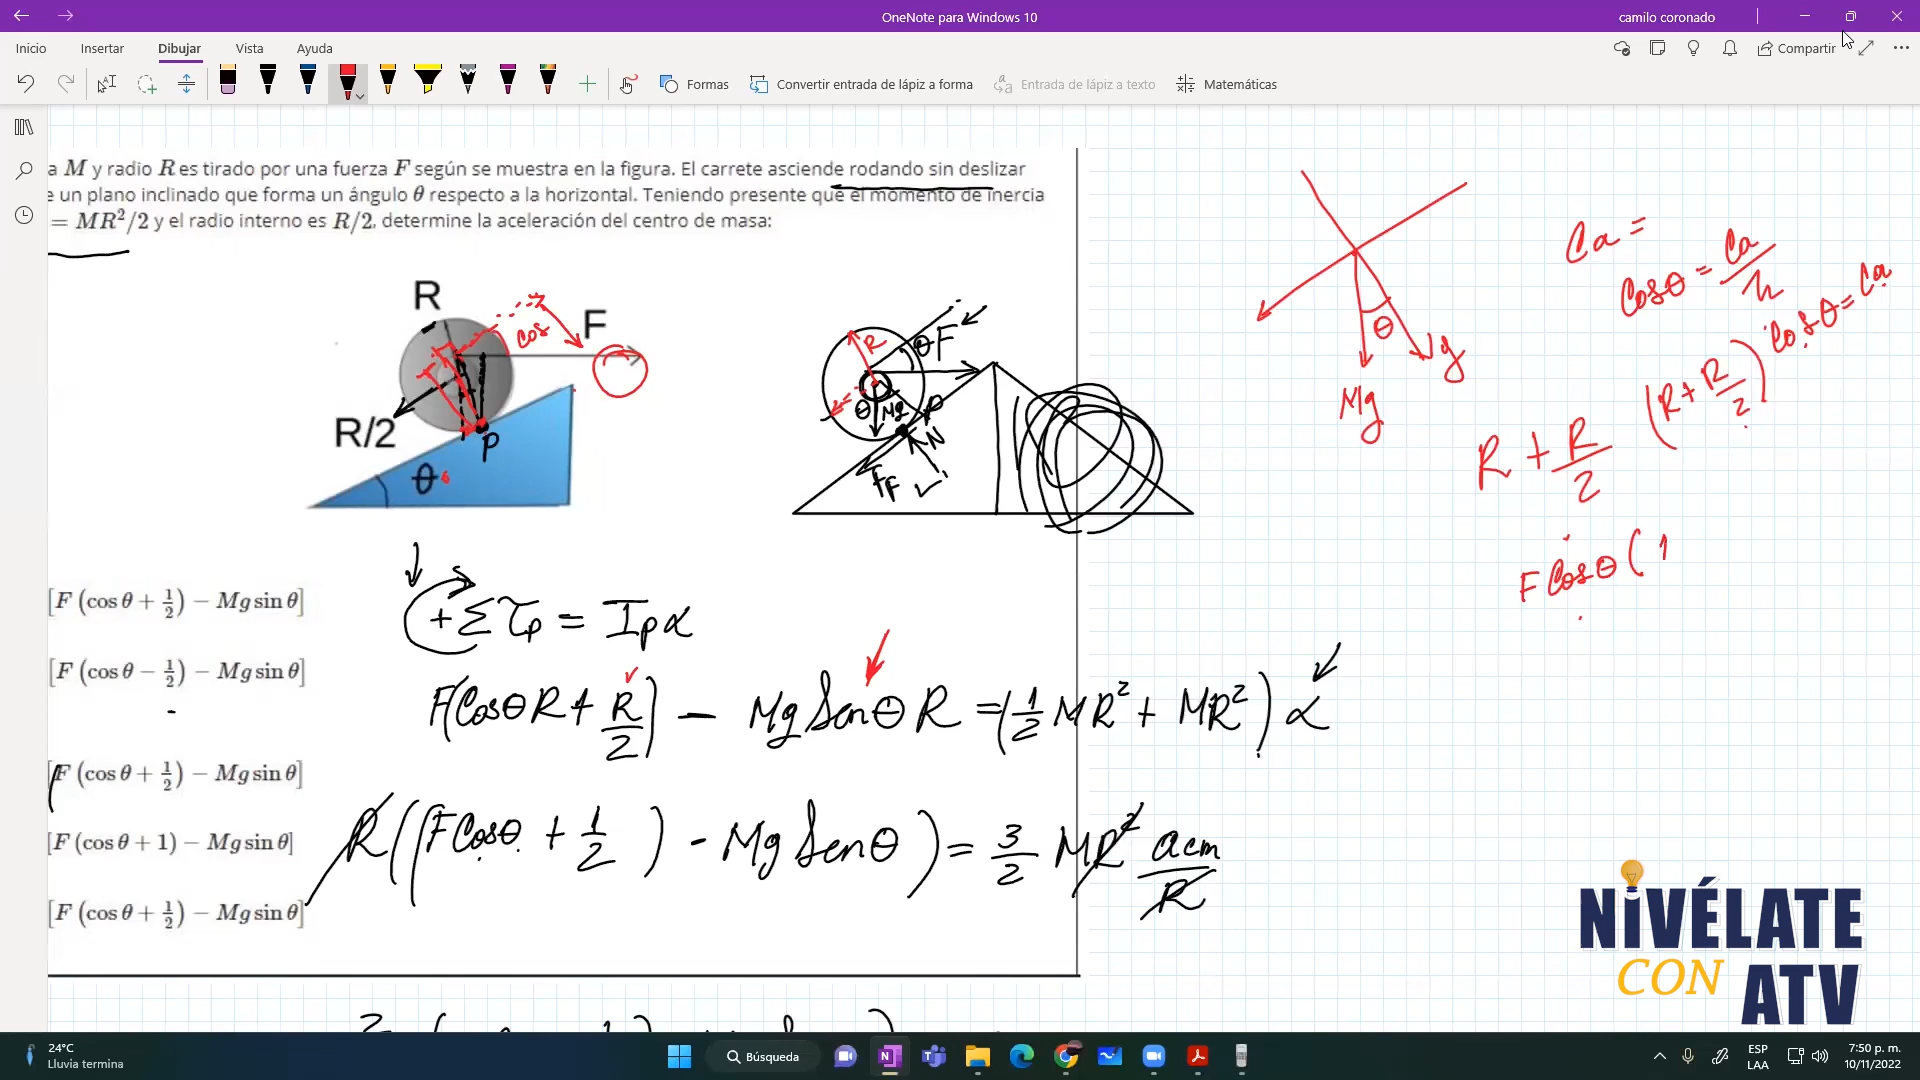 OneNote para Windows 10
camilo coronado
Inicio Insertar Dibujar Vista Ayuda
Compartir
Formas
Convertir entrada de lápiz a forma
Entrada de lápiz a texto
Matemáticas
a M y radio R es tirado por una fuerza F según se muestra en la figura. El carrete asciende rodando sin deslizar
e un plano inclinado que forma un ángulo θ respecto a la horizontal. Teniendo presente que el momento de inercia
= MR²/2 y el radio interno es R/2, determine la aceleración del centro de masa:
R
F
R/2
θ
cos
P
R
θ F
θ Mg P
N
FF
θ
Mg
y
Ca =
Cosθ = Ca/h
(R + R/2) Cosθ = Ca
R + R/2
F Cosθ ( 1
[F (cos θ + 1/2) − Mg sin θ]
[F (cos θ − 1/2) − Mg sin θ]
[F (cos θ + 1/2) − Mg sin θ]
[F (cos θ + 1) − Mg sin θ]
[F (cos θ + 1/2) − Mg sin θ]
+ Σ τp = Ip α
F(Cosθ R + R/2) − Mg Senθ R = (1/2 MR² + MR²) α
R((F Cosθ + 1/2) - Mg Senθ) = 3/2 MR² acm/R
NIVÉLATE
CON
ATV
24°C
Lluvia termina
Búsqueda
ESP
LAA
7:50 p. m.
10/11/2022